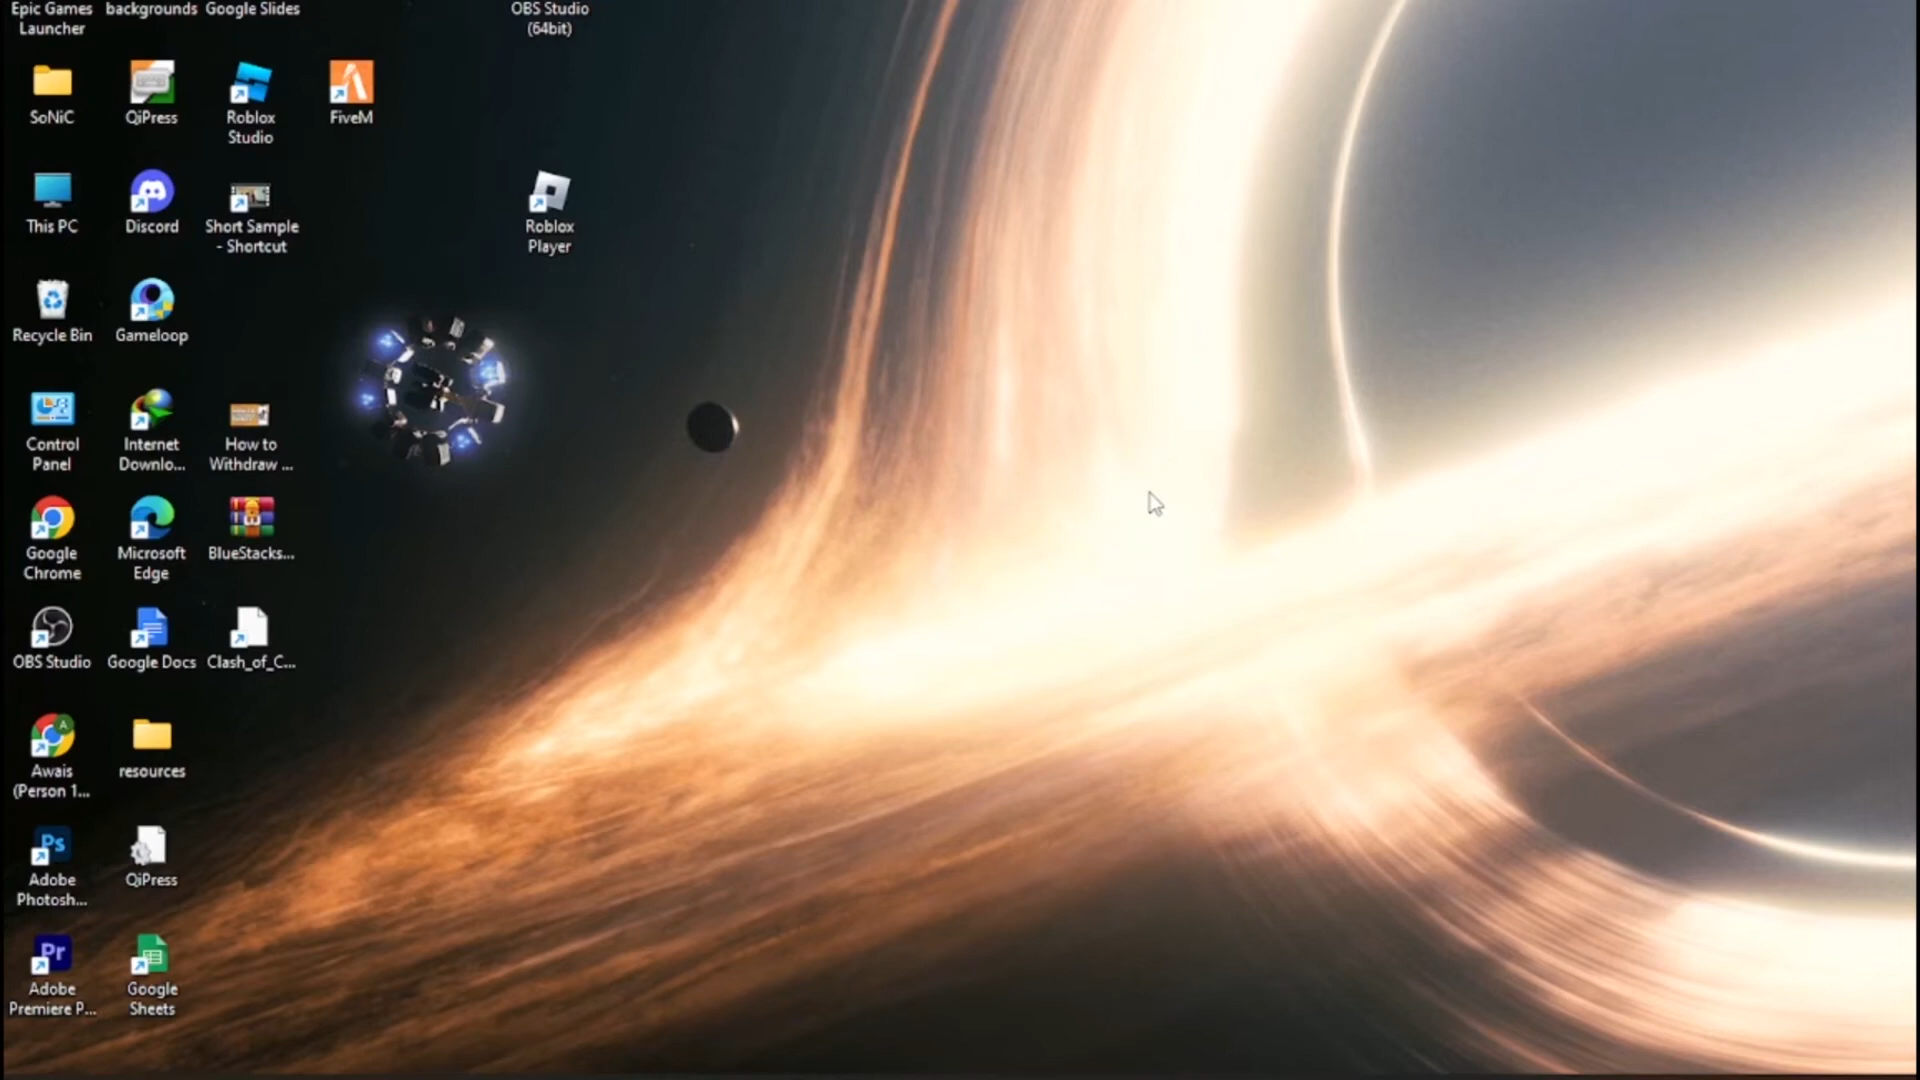 Epic Games
Launcher
backgrounds
Google Slides
OBS Studio
(64bit)
SoNiC
QiPress
Roblox
Studio
FiveM
This PC
Discord
Short Sample
- Shortcut
Roblox
Player
Recycle Bin
Gameloop
Control
Panel
Internet
Downlo...
How to
Withdraw ...
Google
Chrome
Microsoft
Edge
BlueStacks...
OBS Studio
Google Docs
Clash_of_C...
A
Awais
(Person 1...
resources
Ps
Adobe
Photosh...
QiPress
Pr
Adobe
Premiere P...
Google
Sheets